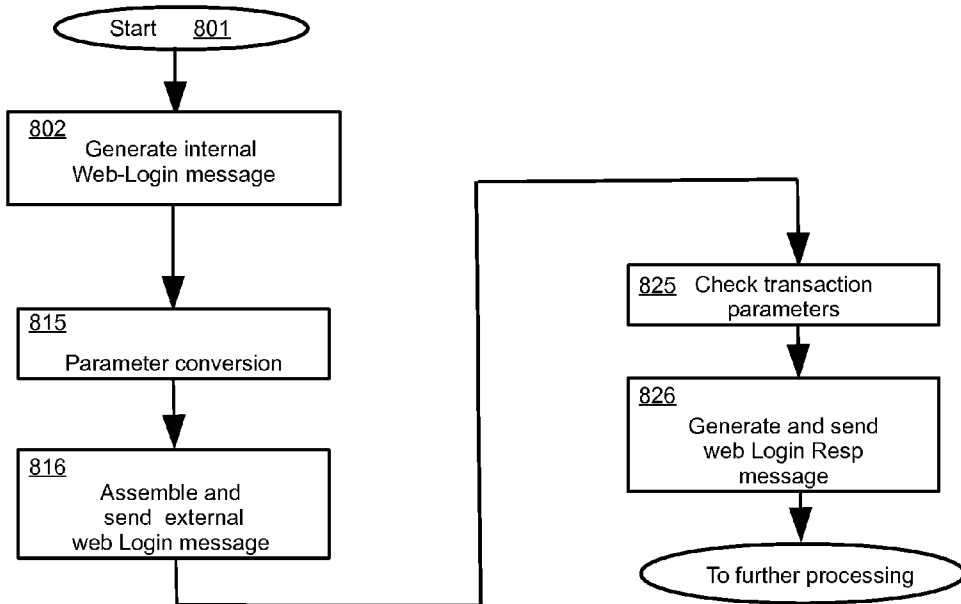 Start 801
802
Generate internal
Web-Login message
815
Parameter conversion
816
Assemble and
send external
web Login message
825 Check transaction
parameters
826
Generate and send
web Login Resp
message
To further processing